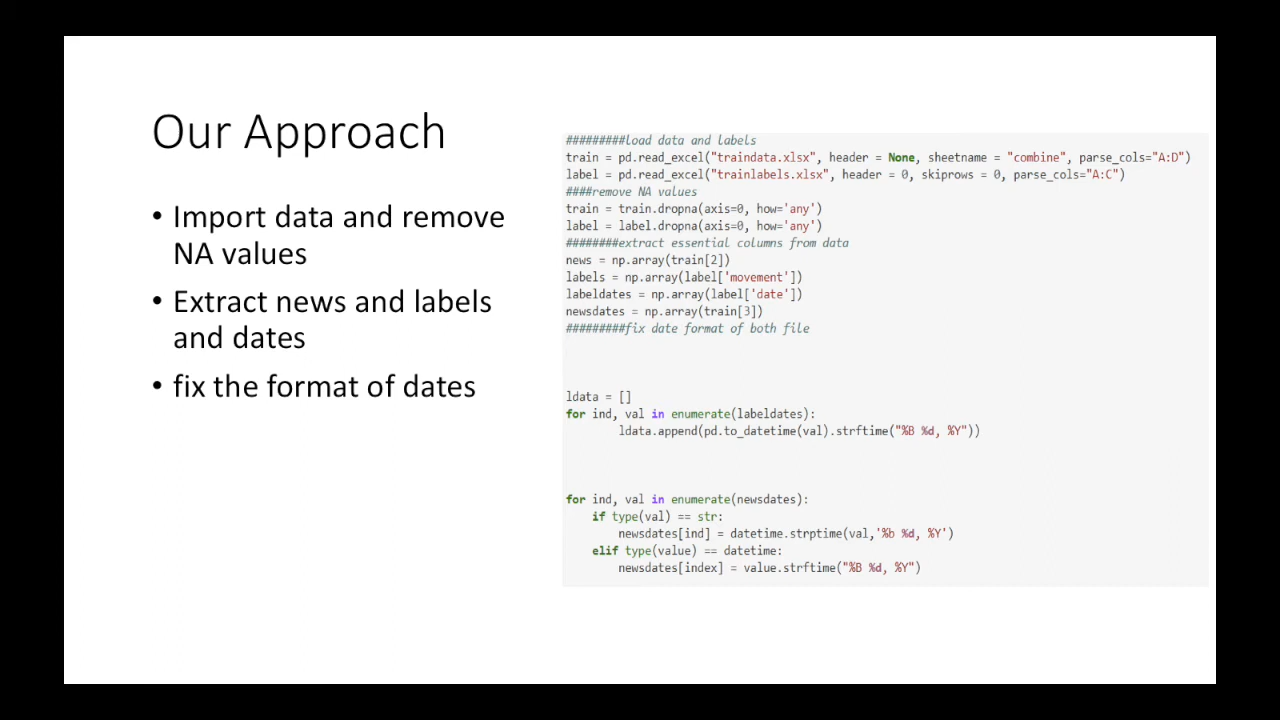 Our Approach
• Import data and remove
NA values
• Extract news and labels
and dates
• fix the format of dates
#########load data and labels
train = pd.read_excel("traindata.xlsx", header = None, sheetname = "combine", parse_cols="A:D")
label = pd.read_excel("trainlabels.xlsx", header = 0, skiprows = 0, parse_cols="A:C")
####remove NA values
train = train.dropna(axis=0, how='any')
label = label.dropna(axis=0, how='any')
########extract essential columns from data
news = np.array(train[2])
labels = np.array(label['movement'])
labeldates = np.array(label['date'])
newsdates = np.array(train[3])
#########fix date format of both file
ldata = []
for ind, val in enumerate(labeldates):
        ldata.append(pd.to_datetime(val).strftime("%B %d, %Y"))
for ind, val in enumerate(newsdates):
    if type(val) == str:
        newsdates[ind] = datetime.strptime(val,'%b %d, %Y')
    elif type(value) == datetime:
        newsdates[index] = value.strftime("%B %d, %Y")